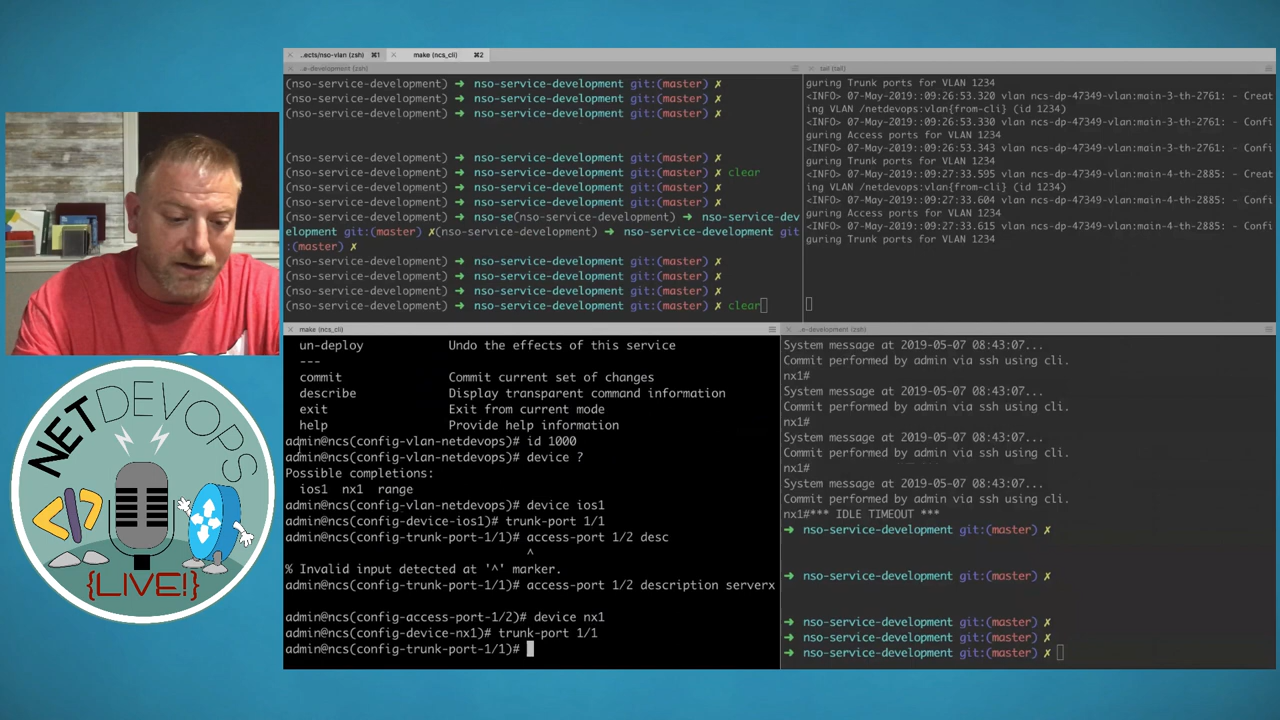 ..ects/nso-vlan (zsh) ⌘1 make (ncs_cli) ⌘2
..e-development (zsh)
(nso-service-development) ➜ nso-service-development git:(master) ✗
(nso-service-development) ➜ nso-service-development git:(master) ✗
(nso-service-development) ➜ nso-service-development git:(master) ✗
(nso-service-development) ➜ nso-service-development git:(master) ✗
(nso-service-development) ➜ nso-service-development git:(master) ✗ clear
(nso-service-development) ➜ nso-service-development git:(master) ✗
(nso-service-development) ➜ nso-se(nso-service-development) ➜ nso-service-dev
elopment git:(master) ✗(nso-service-development) ➜ nso-service-development git
:(master) ✗
(nso-service-development) ➜ nso-service-development git:(master) ✗
(nso-service-development) ➜ nso-service-development git:(master) ✗
(nso-service-development) ➜ nso-service-development git:(master) ✗
(nso-service-development) ➜ nso-service-development git:(master) ✗ clear
tail (tail)
guring Trunk ports for VLAN 1234
<INFO> 07-May-2019::09:26:53.320 vlan ncs-dp-47349-vlan:main-3-th-2761: - Creat
ing VLAN /netdevops:vlan{from-cli} (id 1234)
<INFO> 07-May-2019::09:26:53.330 vlan ncs-dp-47349-vlan:main-3-th-2761: - Confi
guring Access ports for VLAN 1234
<INFO> 07-May-2019::09:26:53.343 vlan ncs-dp-47349-vlan:main-3-th-2761: - Confi
guring Trunk ports for VLAN 1234
<INFO> 07-May-2019::09:27:33.595 vlan ncs-dp-47349-vlan:main-4-th-2885: - Creat
ing VLAN /netdevops:vlan{from-cli} (id 1234)
<INFO> 07-May-2019::09:27:33.604 vlan ncs-dp-47349-vlan:main-4-th-2885: - Confi
guring Access ports for VLAN 1234
<INFO> 07-May-2019::09:27:33.615 vlan ncs-dp-47349-vlan:main-4-th-2885: - Confi
guring Trunk ports for VLAN 1234
make (ncs_cli)
un-deploy Undo the effects of this service
---
commit Commit current set of changes
describe Display transparent command information
exit Exit from current mode
help Provide help information
admin@ncs(config-vlan-netdevops)# id 1000
admin@ncs(config-vlan-netdevops)# device ?
Possible completions:
ios1 nx1 range
admin@ncs(config-vlan-netdevops)# device ios1
admin@ncs(config-device-ios1)# trunk-port 1/1
admin@ncs(config-trunk-port-1/1)# access-port 1/2 desc
^
% Invalid input detected at '^' marker.
admin@ncs(config-trunk-port-1/1)# access-port 1/2 description serverx
admin@ncs(config-access-port-1/2)# device nx1
admin@ncs(config-device-nx1)# trunk-port 1/1
admin@ncs(config-trunk-port-1/1)#
..e-development (zsh)
System message at 2019-05-07 08:43:07...
Commit performed by admin via ssh using cli.
nx1#
System message at 2019-05-07 08:43:07...
Commit performed by admin via ssh using cli.
nx1#
System message at 2019-05-07 08:43:07...
Commit performed by admin via ssh using cli.
nx1#
System message at 2019-05-07 08:43:07...
Commit performed by admin via ssh using cli.
nx1#*** IDLE TIMEOUT ***
➜ nso-service-development git:(master) ✗
➜ nso-service-development git:(master) ✗
➜ nso-service-development git:(master) ✗
➜ nso-service-development git:(master) ✗
➜ nso-service-development git:(master) ✗
NETDEVOPS
</>
{LIVE!}